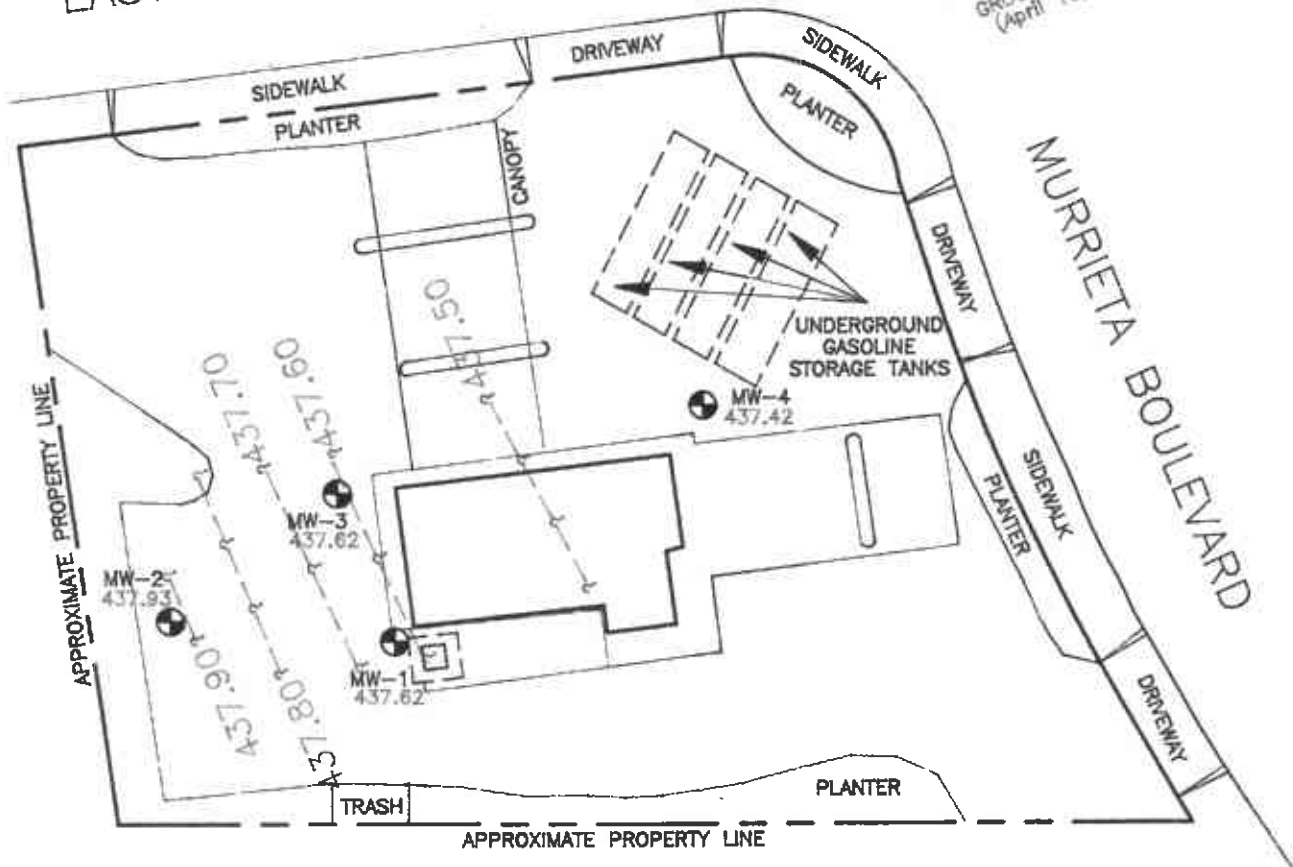 SIDEWALK
PLANTER
DRIVEWAY
SIDEWALK
PLANTER
(April
CANOPY
MURRIETA BOULEVARD
DRIVEWAY
UNDERGROUND
GASOLINE
STORAGE TANKS
437.50
437.60
437.70
MW-4
437.42
APPROXIMATE PROPERTY LINE
MW-3
437.62
SIDEWALK
PLANTER
MW-2
437.93
437.90
437.80
MW-1
437.62
DRIVEWAY
TRASH
PLANTER
APPROXIMATE PROPERTY LINE